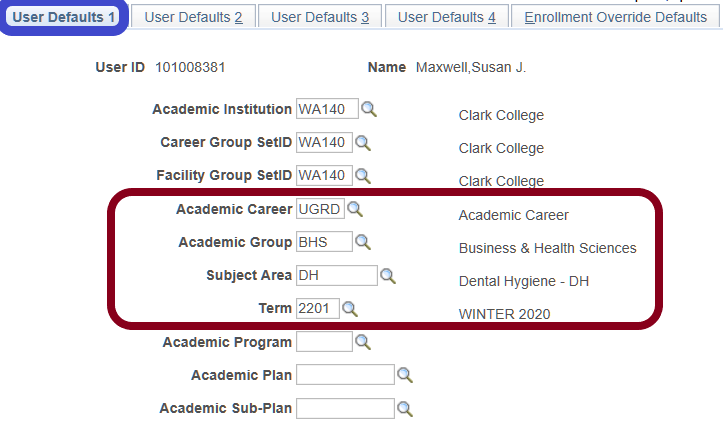 User Defaults 1 User Defaults 2 User Defaults 3 User Defaults 4 Enrollment Override Defaults
User ID 101008381 Name Maxwell,Susan J.
Academic Institution WA140 Clark College
Career Group SetID WA140 Clark College
Facility Group SetID WA140 Clark College
Academic Career UGRD Academic Career
Academic Group BHS Business & Health Sciences
Subject Area DH Dental Hygiene - DH
Term 2201 WINTER 2020
Academic Program
Academic Plan
Academic Sub-Plan